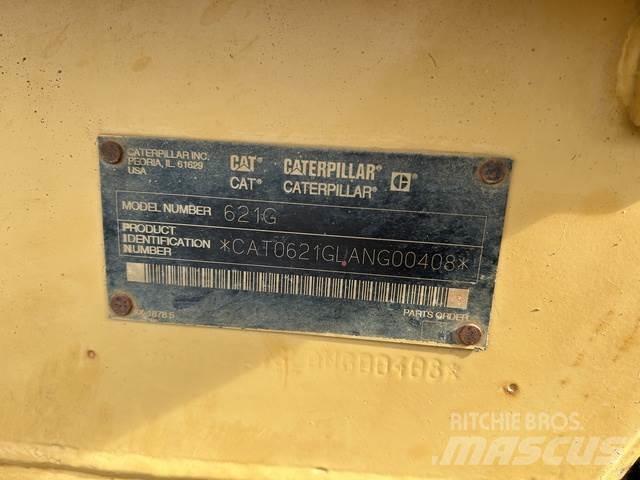 CATERPILLAR INC.
PEORIA, IL 61629
USA
CAT® CATERPILLAR®
CAT® CATERPILLAR®
MODEL NUMBER 621G
PRODUCT
IDENTIFICATION
NUMBER
*CAT0621GLANG00408*
PARTS ORDER
ANG00408*
RITCHIE BROS.
MASCUS